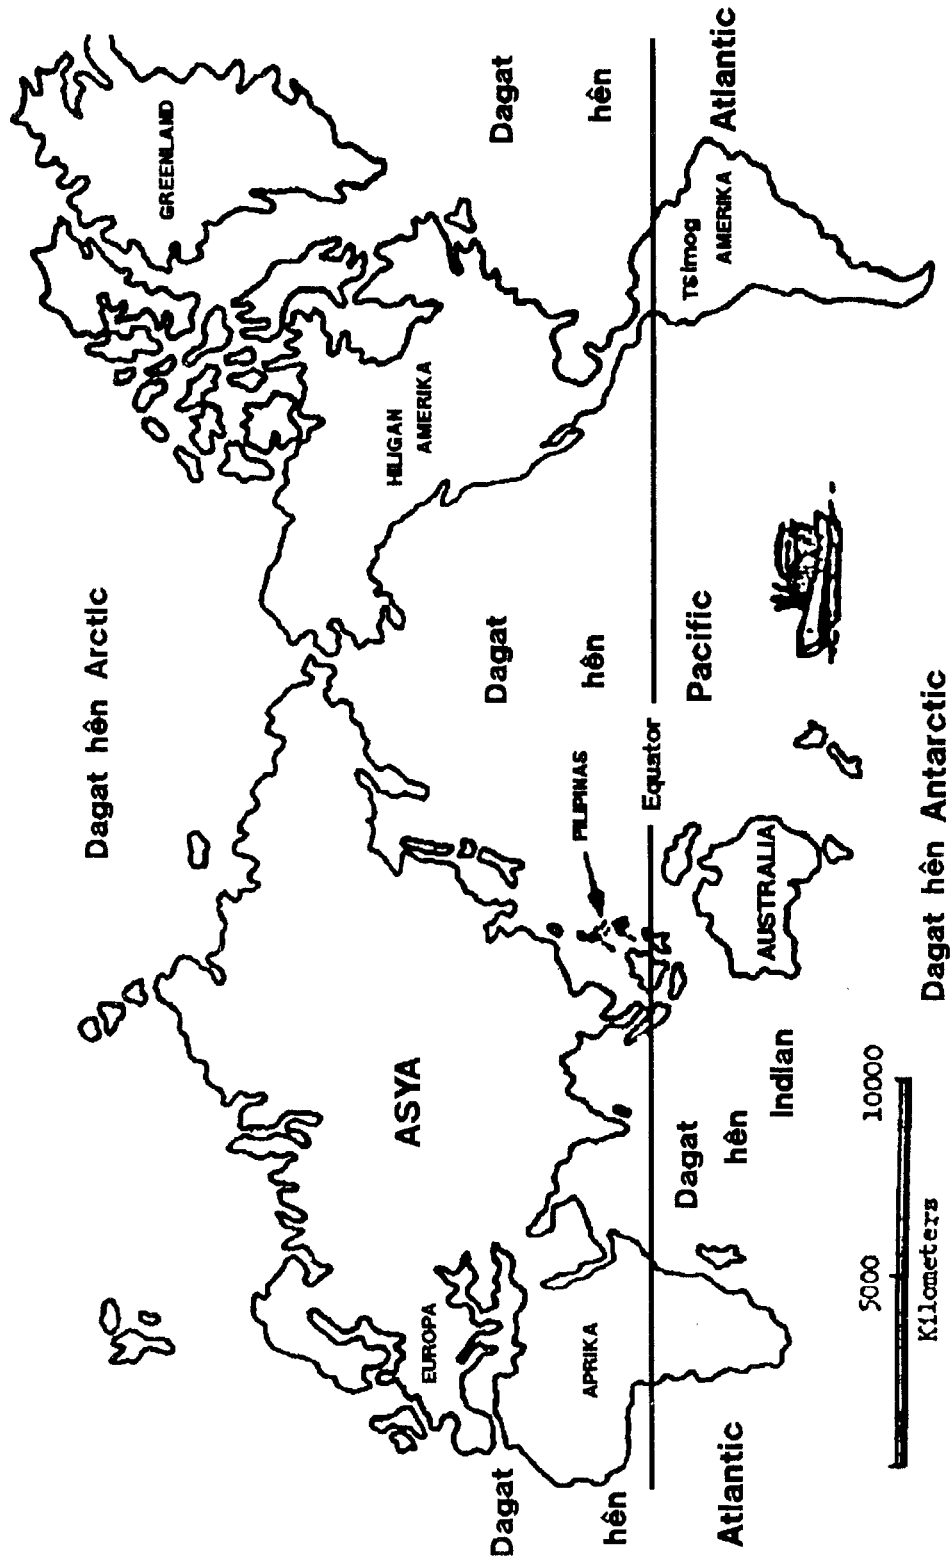 Dagat hên Arctic
GREENLAND
ASYA
EUROPA
HILIGAN
AMERIKA
Dagat
hên
Atlantic
APRIKA
PILIPINAS
Dagat
hên
Pacific
Dagat
hên
Atlantic
Equator
Dagat
hên
Indian
AUSTRALIA
TSimog
AMERIKA
5000
10000
Kilometers
Dagat hên Antarctic